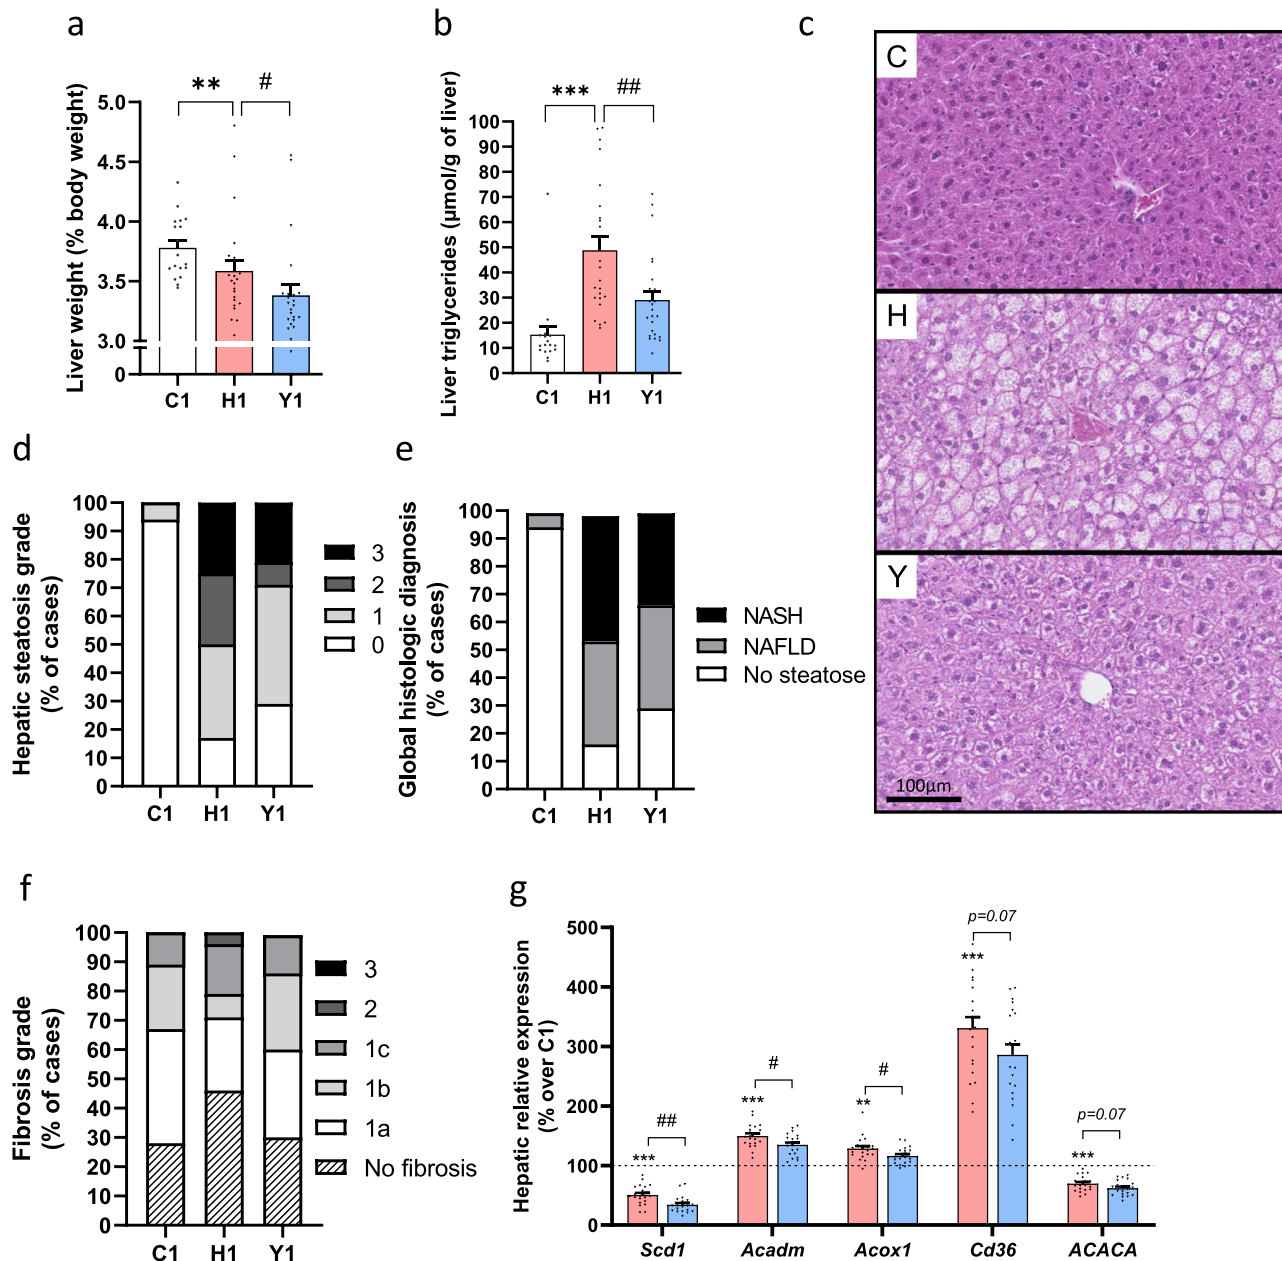 a
Liver weight (% body weight)
** #
5.0
4.5
4.0
3.5
3.0
0
C1 H1 Y1
b
Liver triglycerides (µmol/g of liver)
*** ##
100
90
80
70
60
50
40
30
20
10
0
C1 H1 Y1
c
C
H
Y
100µm
d
Hepatic steatosis grade
(% of cases)
100
90
80
70
60
50
40
30
20
10
0
C1 H1 Y1
3
2
1
0
e
Global histologic diagnosis
(% of cases)
100
90
80
70
60
50
40
30
20
10
0
C1 H1 Y1
NASH
NAFLD
No steatose
f
Fibrosis grade
(% of cases)
100
90
80
70
60
50
40
30
20
10
0
C1 H1 Y1
3
2
1c
1b
1a
No fibrosis
g
Hepatic relative expression
(% over C1)
500
400
300
200
100
0
*** ##
*** #
** #
*** p=0.07
*** p=0.07
Scd1 Acadm Acox1 Cd36 ACACA